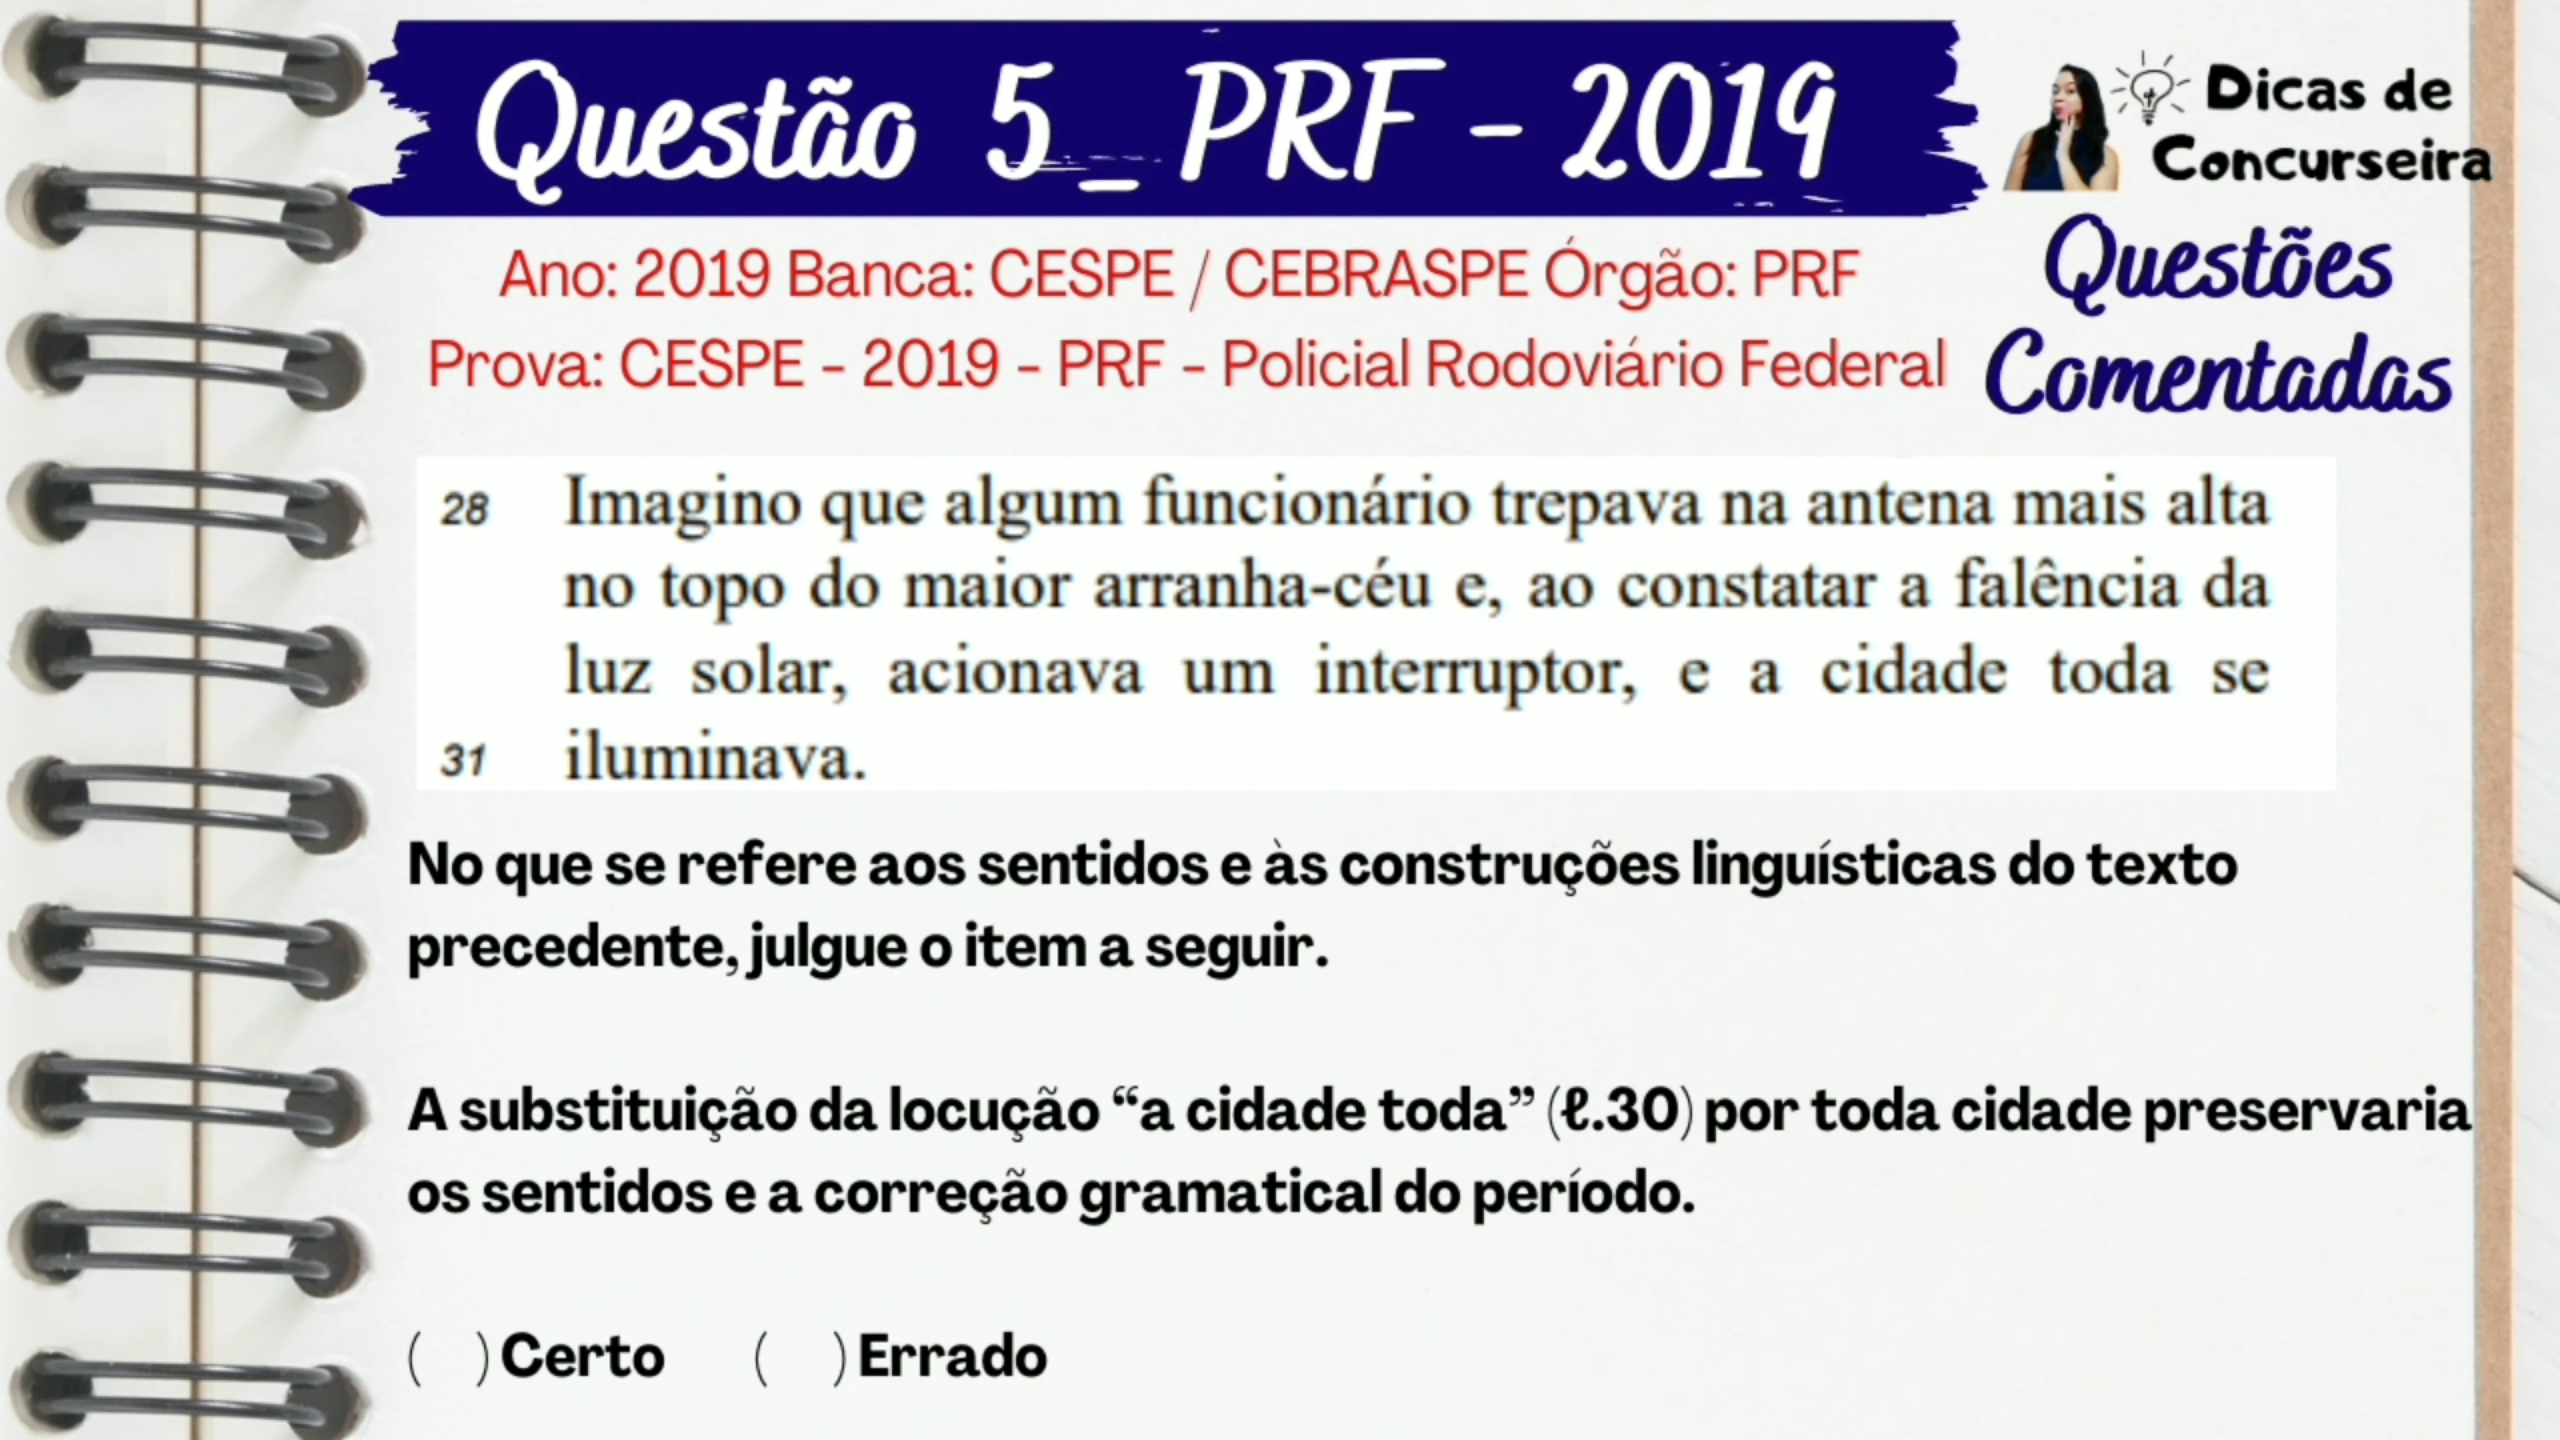 Questão 5_ PRF - 2019
Dicas de
Concurseira
Questões
Comentadas
Ano: 2019 Banca: CESPE / CEBRASPE Órgão: PRF
Prova: CESPE - 2019 - PRF - Policial Rodoviário Federal
28 Imagino que algum funcionário trepava na antena mais alta
no topo do maior arranha-céu e, ao constatar a falência da
luz solar, acionava um interruptor, e a cidade toda se
31 iluminava.
No que se refere aos sentidos e às construções linguísticas do texto
precedente, julgue o item a seguir.
A substituição da locução “a cidade toda” (ℓ.30) por toda cidade preservaria
os sentidos e a correção gramatical do período.
( ) Certo ( ) Errado